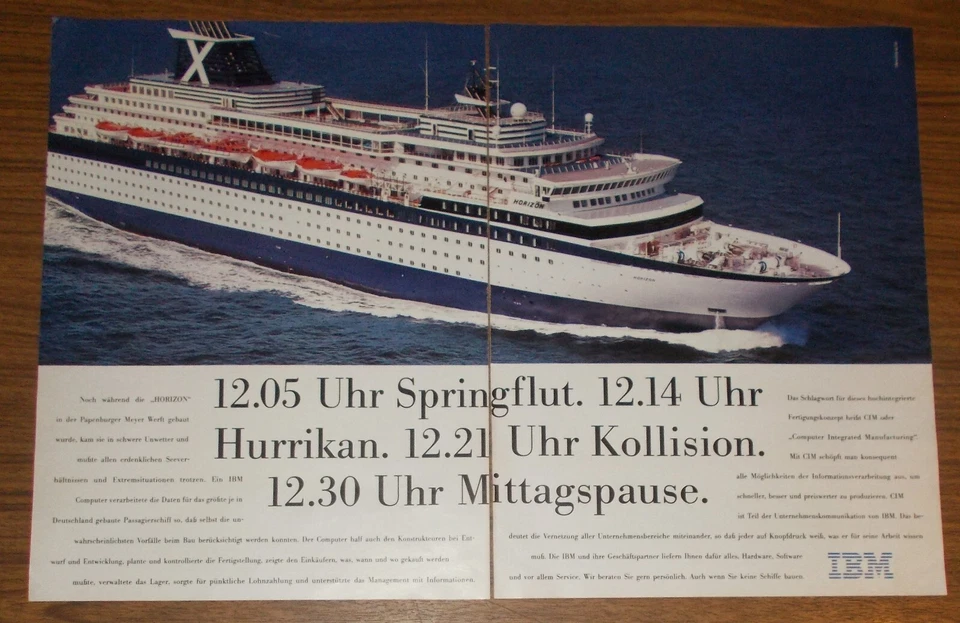 X
HORIZON
HORIZON
12.05 Uhr Springflut. 12.14 Uhr
Hurrikan. 12.21 Uhr Kollision.
12.30 Uhr Mittagspause.
Noch während die „HORIZON"
in der Papenburger Meyer Werft gebaut
wurde, kam sie in schwere Unwetter und
mußte allen erdenklichen Seever-
hältnissen und Extremsituationen trotzen. Ein IBM
Computer verarbeitete die Daten für das größte je in
Deutschland gebaute Passagierschiff so, daß selbst die un-
wahrscheinlichsten Vorfälle beim Bau berücksichtigt werden konnten. Der Computer half auch den Konstrukteuren bei Ent-
wurf und Entwicklung, plante und kontrollierte die Fertigstellung, zeigte den Einkäufern, was, wann und wo gekauft werden
mußte, verwaltete das Lager, sorgte für pünktliche Lohnzahlung und unterstützte das Management mit Informationen.
Das Schlagwort für dieses hochintegrierte
Fertigungskonzept heißt CIM oder
„Computer Integrated Manufacturing"
Mit CIM schöpft man konsequent
alle Möglichkeiten der Informationsverarbeitung aus, um
schneller, besser und preiswerter zu produzieren. CIM
ist Teil der Unternehmenskommunikation von IBM. Das be-
deutet die Vernetzung aller Unternehmensbereiche miteinander, so daß jeder auf Knopfdruck weiß, was er für seine Arbeit wissen
muß. Die IBM und ihre Geschäftspartner liefern Ihnen dafür alles. Hardware, Software
und vor allem Service. Wir beraten Sie gern persönlich. Auch wenn Sie keine Schiffe bauen.
IBM